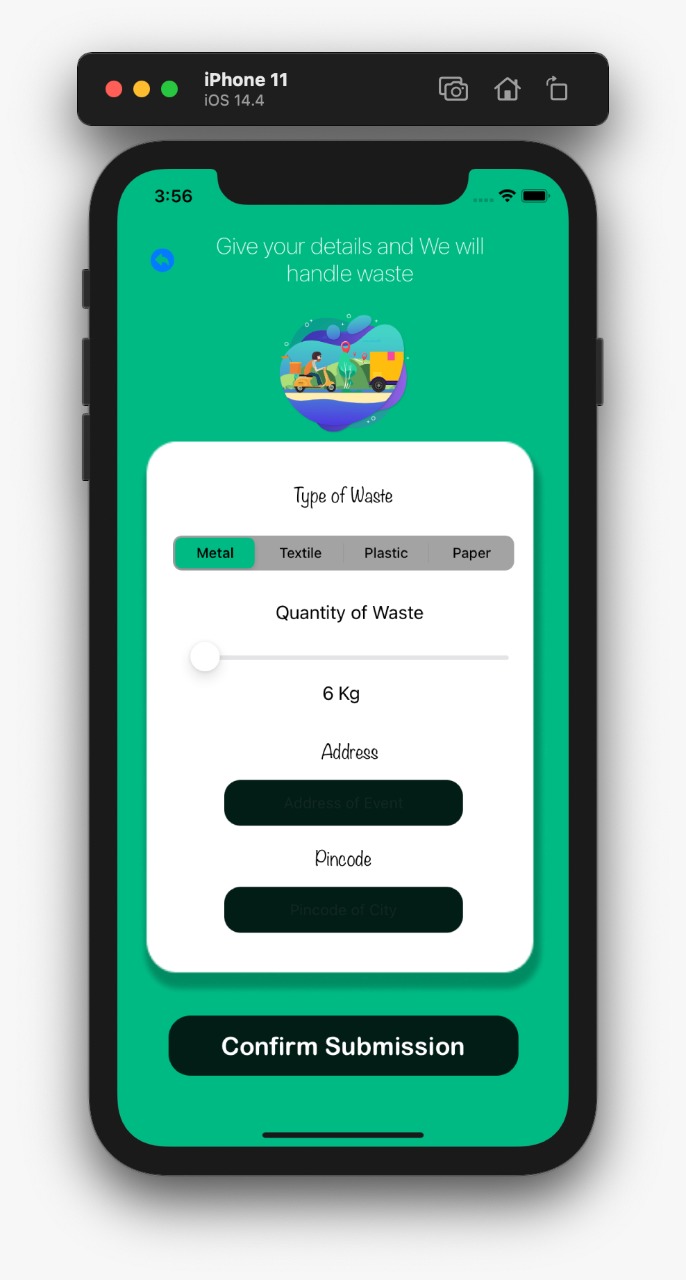 iPhone 11
iOS 14.4
3:56
Give your details and We will
handle waste
Type of Waste
Metal Textile Plastic Paper
Quantity of Waste
6 Kg
Address
Address of Event
Pincode
Pincode of City
Confirm Submission